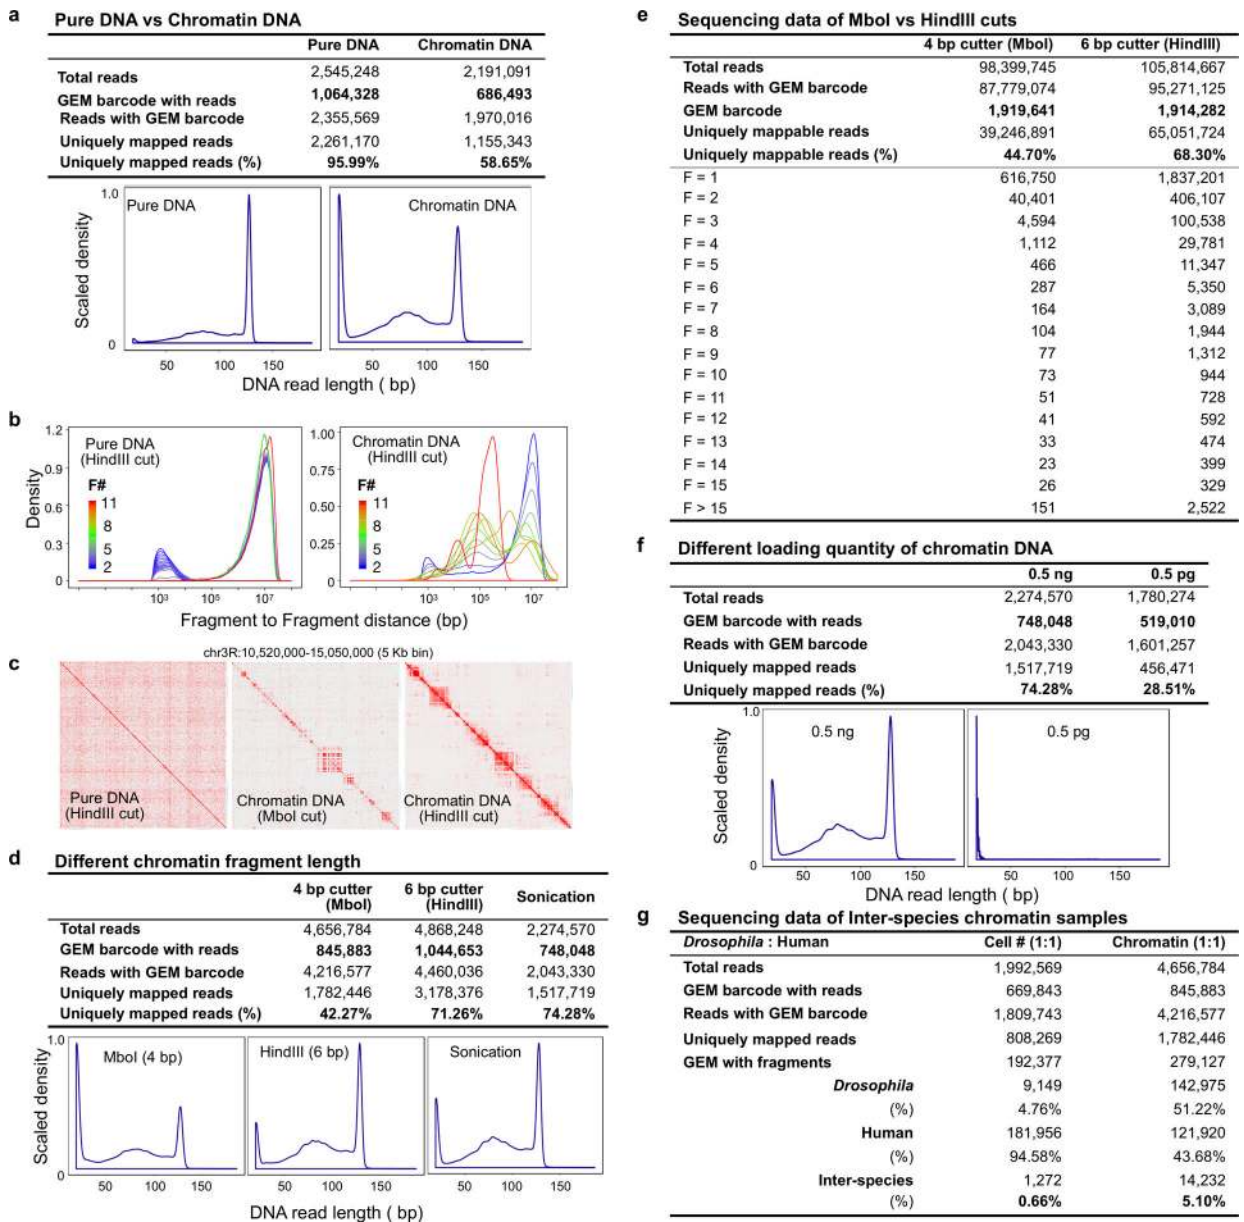 a Pure DNA vs Chromatin DNA
Pure DNA Chromatin DNA
Total reads 2,545,248 2,191,091
GEM barcode with reads 1,064,328 686,493
Reads with GEM barcode 2,355,569 1,970,016
Uniquely mapped reads 2,261,170 1,155,343
Uniquely mapped reads (%) 95.99% 58.65%
Scaled density
1.0
0
Pure DNA
Chromatin DNA
50 100 150 50 100 150
DNA read length ( bp)
b
Density
1.2
0.9
0.6
0.3
0
Pure DNA
(HindIII cut)
F#
11
8
5
2
10³ 10⁵ 10⁷
1.00
0.75
0.50
0.25
0
Chromatin DNA
(HindIII cut)
F#
11
8
5
2
10³ 10⁵ 10⁷
Fragment to Fragment distance (bp)
c
chr3R:10,520,000-15,050,000 (5 Kb bin)
Pure DNA
(HindIII cut)
Chromatin DNA
(MboI cut)
Chromatin DNA
(HindIII cut)
d Different chromatin fragment length
4 bp cutter (MboI) 6 bp cutter (HindIII) Sonication
Total reads 4,656,784 4,868,248 2,274,570
GEM barcode with reads 845,883 1,044,653 748,048
Reads with GEM barcode 4,216,577 4,460,036 2,043,330
Uniquely mapped reads 1,782,446 3,178,376 1,517,719
Uniquely mapped reads (%) 42.27% 71.26% 74.28%
Scaled density
1.0
0
MboI (4 bp)
HindIII (6 bp)
Sonication
50 100 150 50 100 150 50 100 150
DNA read length ( bp)
e Sequencing data of MboI vs HindIII cuts
4 bp cutter (MboI) 6 bp cutter (HindIII)
Total reads 98,399,745 105,814,667
Reads with GEM barcode 87,779,074 95,271,125
GEM barcode 1,919,641 1,914,282
Uniquely mappable reads 39,246,891 65,051,724
Uniquely mappable reads (%) 44.70% 68.30%
F = 1 616,750 1,837,201
F = 2 40,401 406,107
F = 3 4,594 100,538
F = 4 1,112 29,781
F = 5 466 11,347
F = 6 287 5,350
F = 7 164 3,089
F = 8 104 1,944
F = 9 77 1,312
F = 10 73 944
F = 11 51 728
F = 12 41 592
F = 13 33 474
F = 14 23 399
F = 15 26 329
F > 15 151 2,522
f Different loading quantity of chromatin DNA
0.5 ng 0.5 pg
Total reads 2,274,570 1,780,274
GEM barcode with reads 748,048 519,010
Reads with GEM barcode 2,043,330 1,601,257
Uniquely mapped reads 1,517,719 456,471
Uniquely mapped reads (%) 74.28% 28.51%
Scaled density
1.0
0
0.5 ng
0.5 pg
50 100 150 50 100 150
DNA read length ( bp)
g Sequencing data of Inter-species chromatin samples
Drosophila : Human Cell # (1:1) Chromatin (1:1)
Total reads 1,992,569 4,656,784
GEM barcode with reads 669,843 845,883
Reads with GEM barcode 1,809,743 4,216,577
Uniquely mapped reads 808,269 1,782,446
GEM with fragments 192,377 279,127
Drosophila 9,149 142,975
(%) 4.76% 51.22%
Human 181,956 121,920
(%) 94.58% 43.68%
Inter-species 1,272 14,232
(%) 0.66% 5.10%